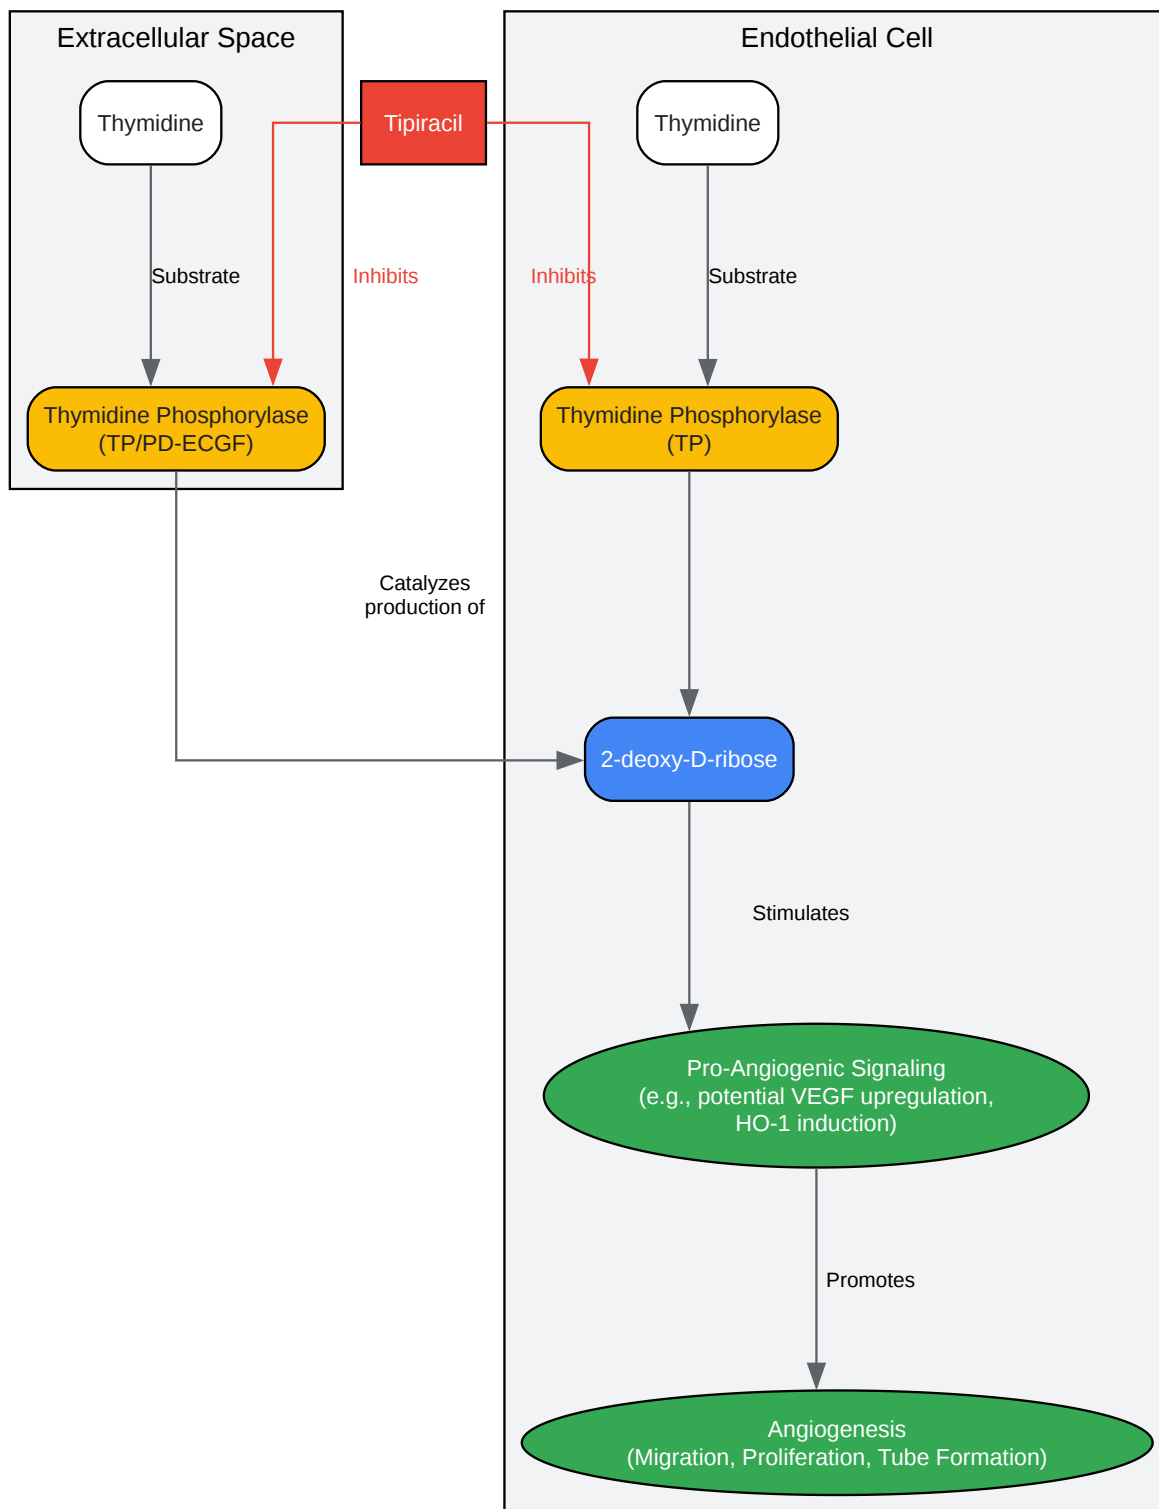 Extracellular Space
Endothelial Cell
Thymidine
Tipiracil
Thymidine
Substrate
Inhibits
Inhibits
Substrate
Thymidine Phosphorylase
(TP/PD-ECGF)
Thymidine Phosphorylase
(TP)
Catalyzes
production of
2-deoxy-D-ribose
Stimulates
Pro-Angiogenic Signaling
(e.g., potential VEGF upregulation,
HO-1 induction)
Promotes
Angiogenesis
(Migration, Proliferation, Tube Formation)